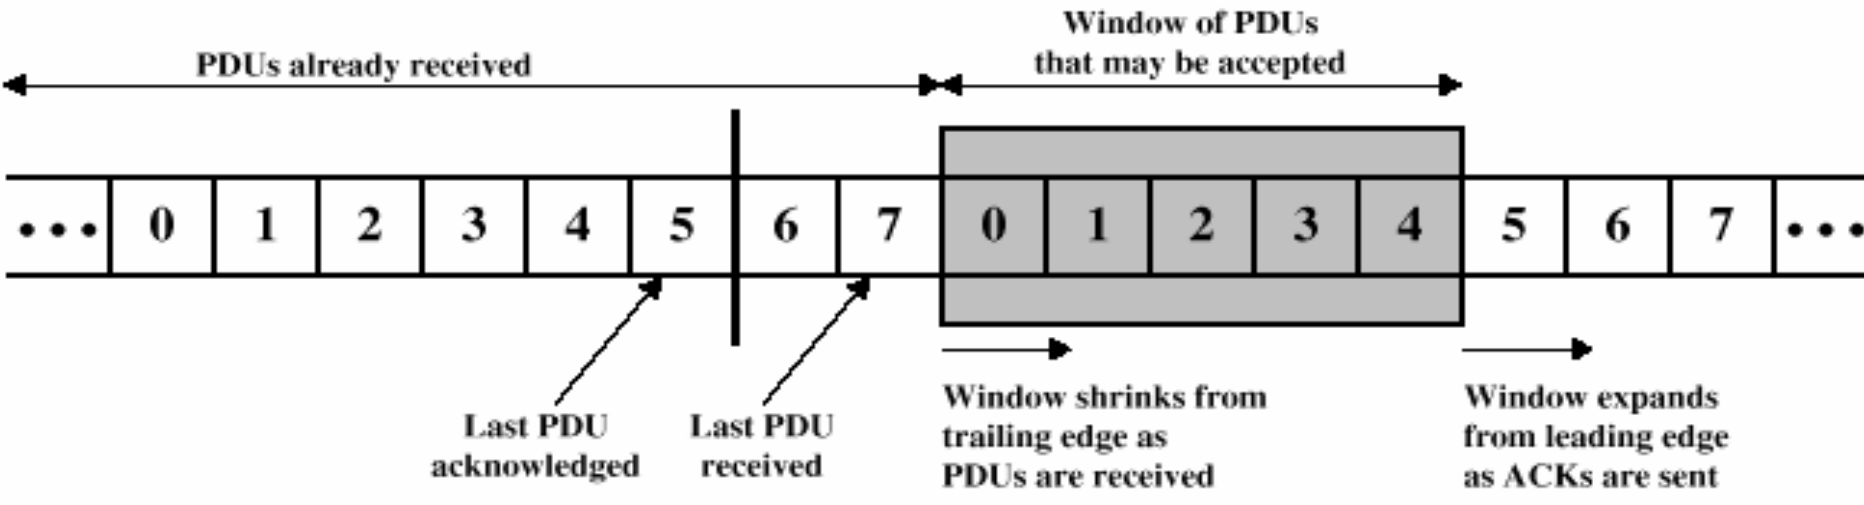 Window of PDUs
that may be accepted
PDUs already received
••• 0 1 2 3 4 5 6 7 0 1 2 3 4 5 6 7 •••
Last PDU
acknowledged
Last PDU
received
Window shrinks from
trailing edge as
PDUs are received
Window expands
from leading edge
as ACKs are sent